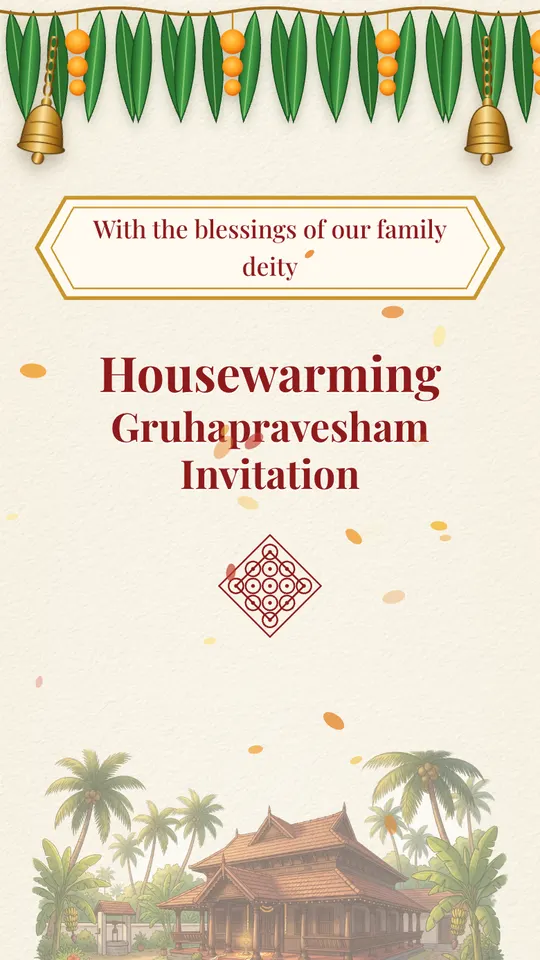 With the blessings of our family
deity
Housewarming
Gruhapravesham
Invitation